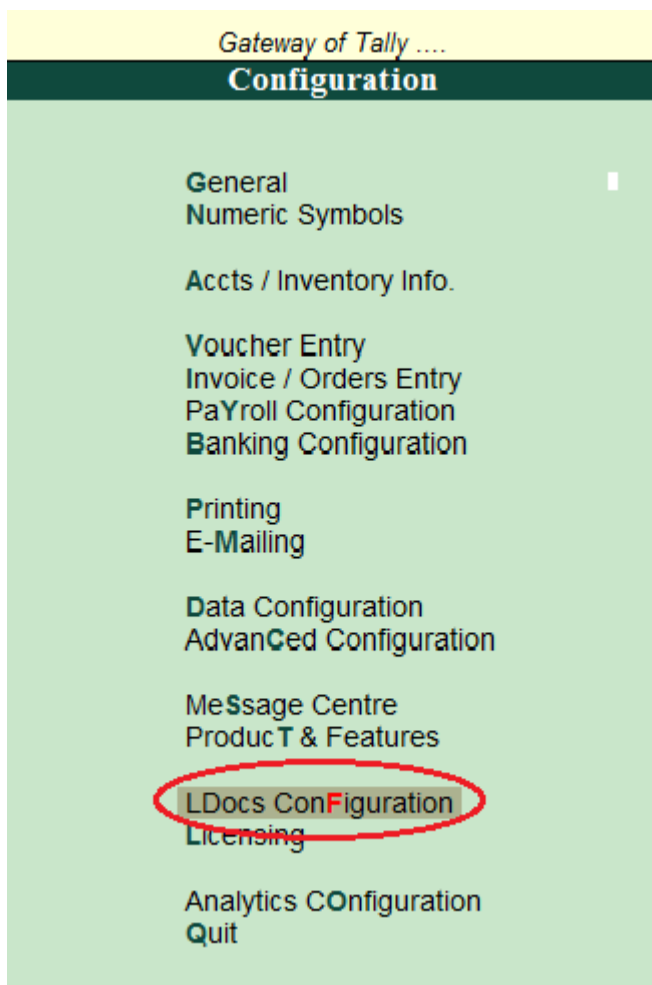 Gateway of Tally ....
Configuration
General
Numeric Symbols
Accts / Inventory Info.
Voucher Entry
Invoice / Orders Entry
PaYroll Configuration
Banking Configuration
Printing
E-Mailing
Data Configuration
AdvanCed Configuration
MeSsage Centre
ProducT & Features
LDocs ConFiguration
Licensing
Analytics COnfiguration
Quit